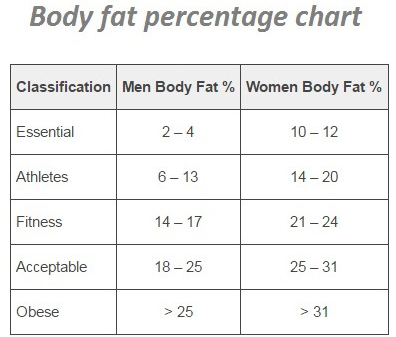 Body fat percentage chart
Classification Men Body Fat % Women Body Fat %
Essential 2 – 4 10 – 12
Athletes 6 – 13 14 – 20
Fitness 14 – 17 21 – 24
Acceptable 18 – 25 25 – 31
Obese > 25 > 31